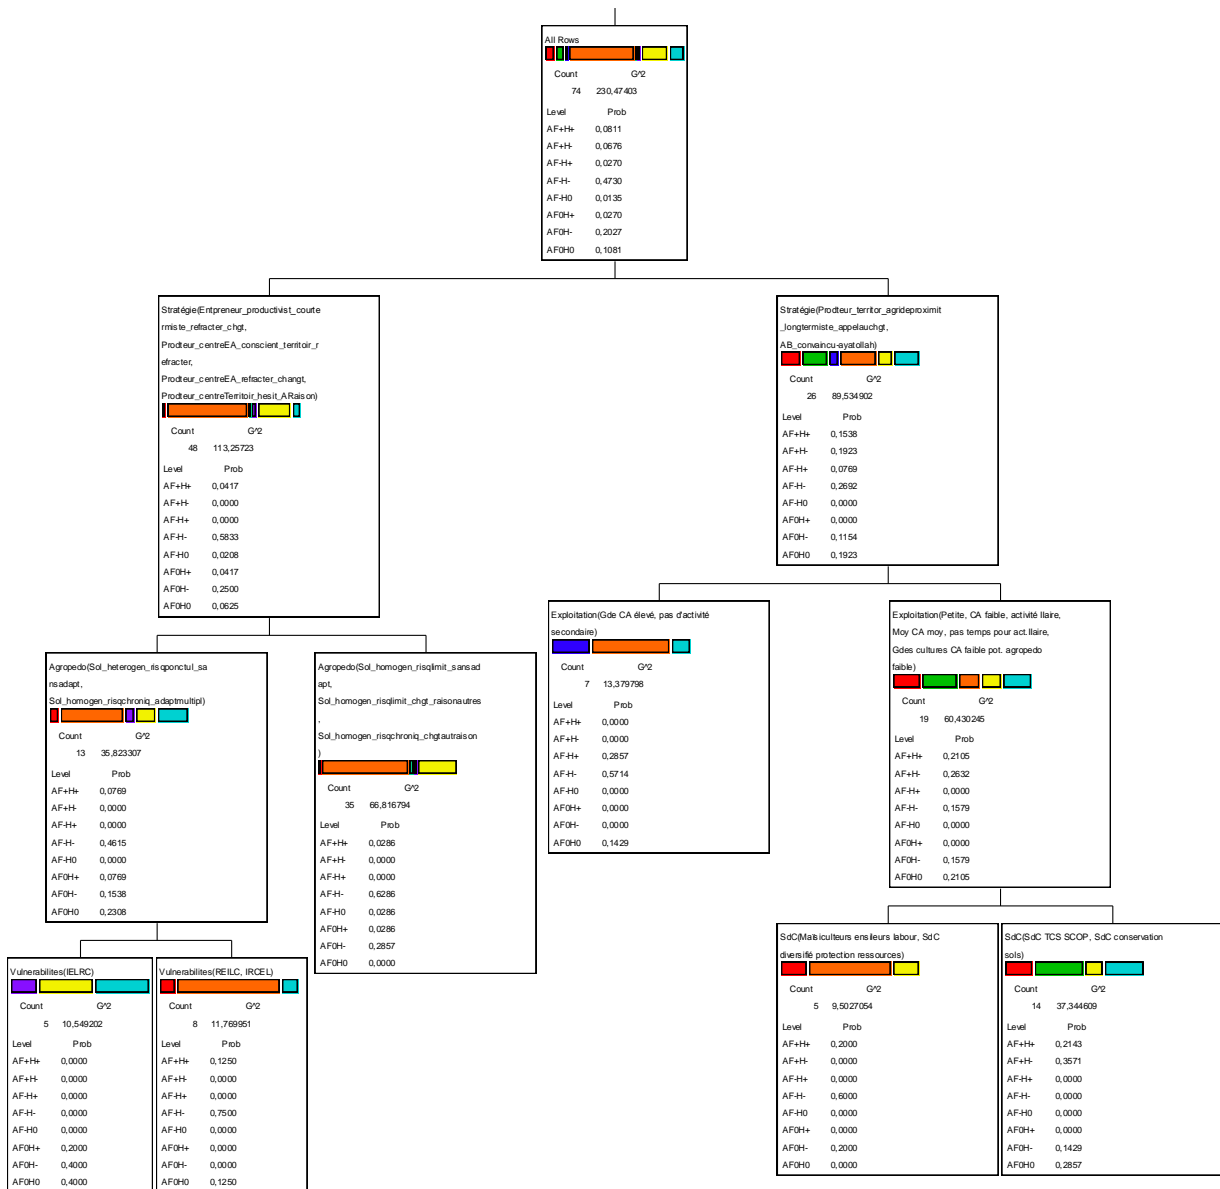 All Rows
Count G^2
74 230,47403
Level Prob
AF+H+ 0,0811
AF+H- 0,0676
AF-H+ 0,0270
AF-H- 0,4730
AF-H0 0,0135
AF0H+ 0,0270
AF0H- 0,2027
AF0H0 0,1081
Stratégie(Entpreneur_productivist_courte
rmiste_refracter_chgt,
Prodteur_centreEA_conscient_territoir_r
efracter,
Prodteur_centreEA_refracter_changt,
Prodteur_centreTerritoir_hesit_ARaison)
Count G^2
48 113,25723
Level Prob
AF+H+ 0,0417
AF+H- 0,0000
AF-H+ 0,0000
AF-H- 0,5833
AF-H0 0,0208
AF0H+ 0,0417
AF0H- 0,2500
AF0H0 0,0625
Stratégie(Prodteur_territor_agrideproximit
_longtermiste_appelauchgt,
AB_convaincu-ayatollah)
Count G^2
26 89,534902
Level Prob
AF+H+ 0,1538
AF+H- 0,1923
AF-H+ 0,0769
AF-H- 0,2692
AF-H0 0,0000
AF0H+ 0,0000
AF0H- 0,1154
AF0H0 0,1923
Agropedo(Sol_heterogen_risqponctul_sa
nsadapt,
Sol_homogen_risqchroniq_adaptmultipl)
Count G^2
13 35,823307
Level Prob
AF+H+ 0,0769
AF+H- 0,0000
AF-H+ 0,0000
AF-H- 0,4615
AF-H0 0,0000
AF0H+ 0,0769
AF0H- 0,1538
AF0H0 0,2308
Agropedo(Sol_homogen_risqlimit_sansad
apt,
Sol_homogen_risqlimit_chgt_raisonautres
,
Sol_homogen_risqchroniq_chgtautraison
)
Count G^2
35 66,816794
Level Prob
AF+H+ 0,0286
AF+H- 0,0000
AF-H+ 0,0000
AF-H- 0,6286
AF-H0 0,0286
AF0H+ 0,0286
AF0H- 0,2857
AF0H0 0,0000
Exploitation(Gde CA élevé, pas d'activité
secondaire)
Count G^2
7 13,379798
Level Prob
AF+H+ 0,0000
AF+H- 0,0000
AF-H+ 0,2857
AF-H- 0,5714
AF-H0 0,0000
AF0H+ 0,0000
AF0H- 0,0000
AF0H0 0,1429
Exploitation(Petite, CA faible, activité IIaire,
Moy CA moy, pas temps pour act.IIaire,
Gdes cultures CA faible pot. agropedo
faible)
Count G^2
19 60,430245
Level Prob
AF+H+ 0,2105
AF+H- 0,2632
AF-H+ 0,0000
AF-H- 0,1579
AF-H0 0,0000
AF0H+ 0,0000
AF0H- 0,1579
AF0H0 0,2105
Vulnerabilites(IELRC)
Count G^2
5 10,549202
Level Prob
AF+H+ 0,0000
AF+H- 0,0000
AF-H+ 0,0000
AF-H- 0,0000
AF-H0 0,0000
AF0H+ 0,2000
AF0H- 0,4000
AF0H0 0,4000
Vulnerabilites(REILC, IRCEL)
Count G^2
8 11,769951
Level Prob
AF+H+ 0,1250
AF+H- 0,0000
AF-H+ 0,0000
AF-H- 0,7500
AF-H0 0,0000
AF0H+ 0,0000
AF0H- 0,0000
AF0H0 0,1250
SdC(Maïsiculteurs ensileurs labour, SdC
diversifié protection ressources)
Count G^2
5 9,5027054
Level Prob
AF+H+ 0,2000
AF+H- 0,0000
AF-H+ 0,0000
AF-H- 0,6000
AF-H0 0,0000
AF0H+ 0,0000
AF0H- 0,2000
AF0H0 0,0000
SdC(SdC TCS SCOP, SdC conservation
sols)
Count G^2
14 37,344609
Level Prob
AF+H+ 0,2143
AF+H- 0,3571
AF-H+ 0,0000
AF-H- 0,0000
AF-H0 0,0000
AF0H+ 0,0000
AF0H- 0,1429
AF0H0 0,2857